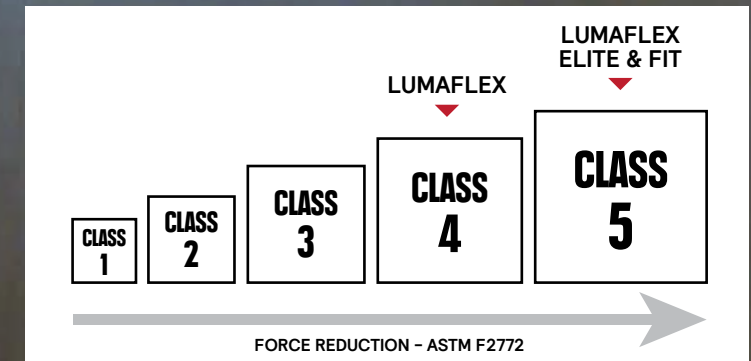 LUMAFLEX
ELITE & FIT
LUMAFLEX
CLASS
1
CLASS
2
CLASS
3
CLASS
4
CLASS
5
FORCE REDUCTION – ASTM F2772